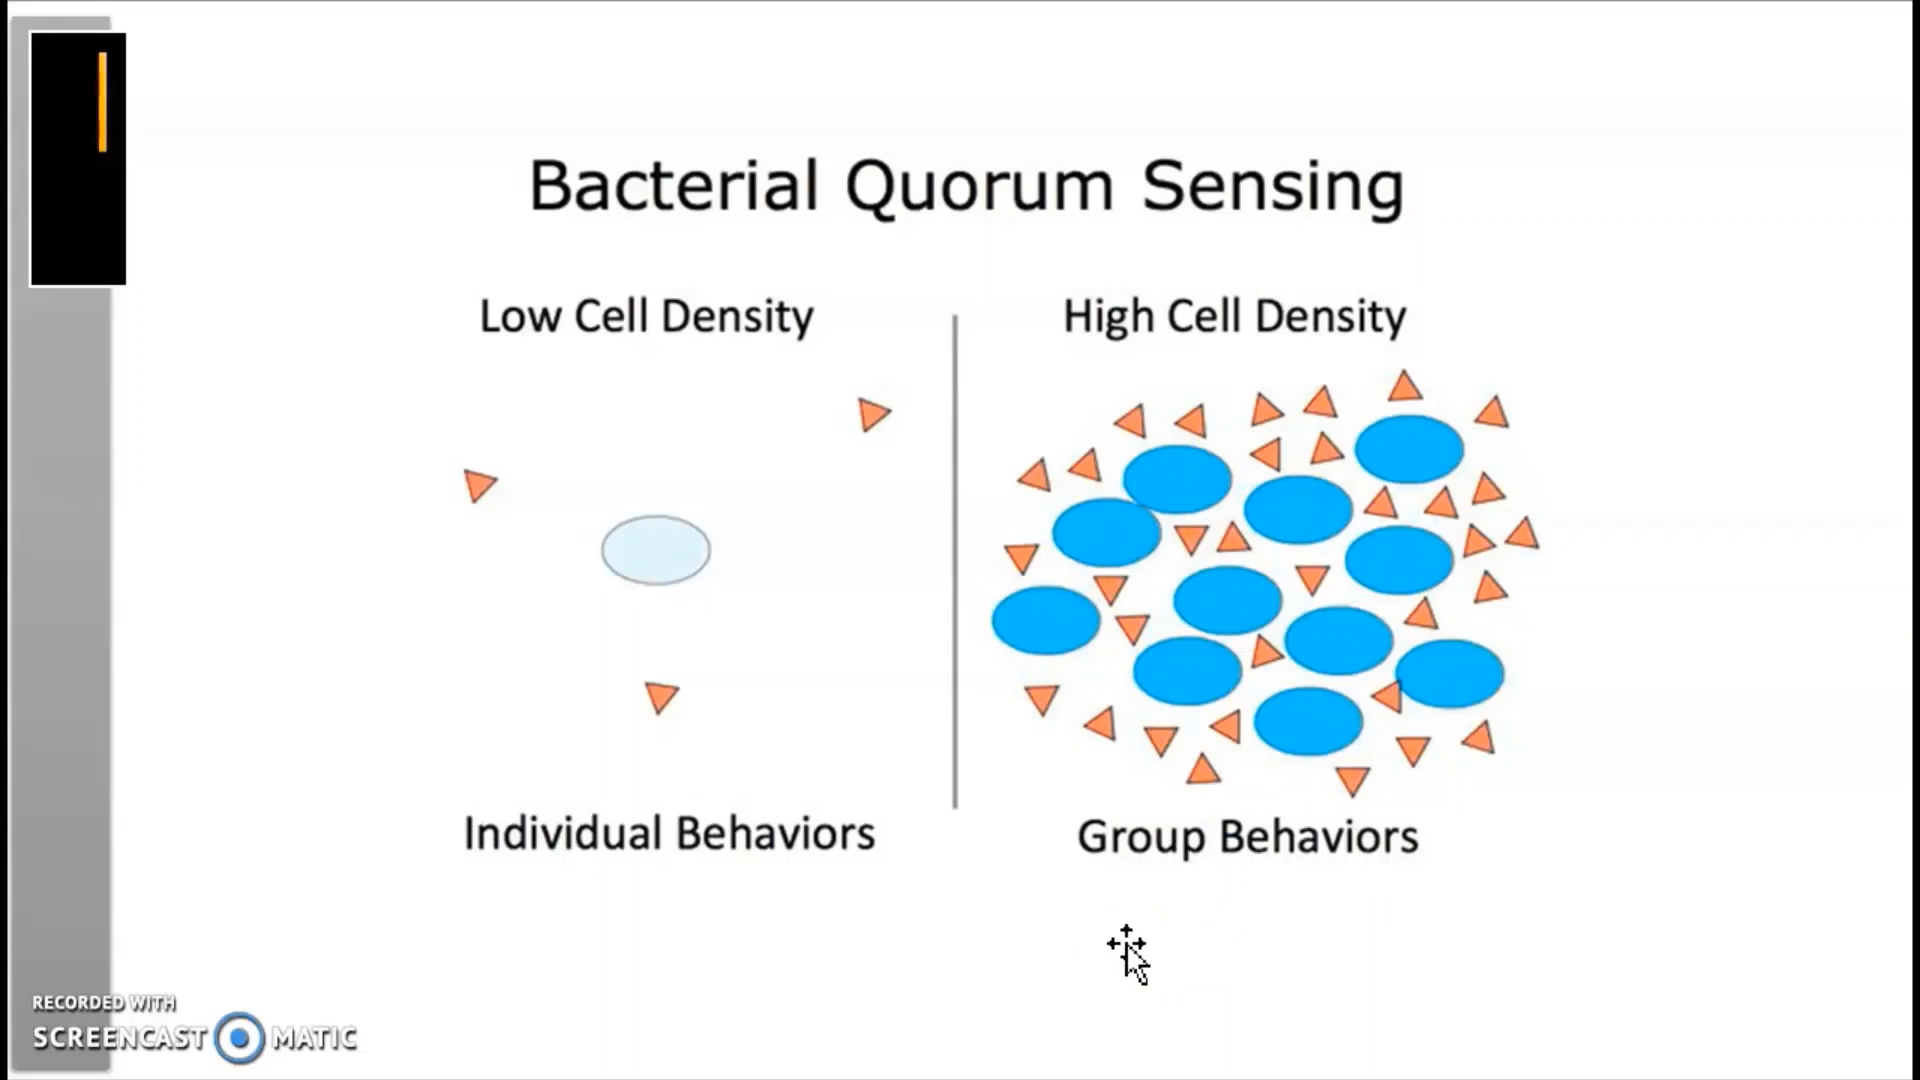 Bacterial Quorum Sensing
Low Cell Density
High Cell Density
Individual Behaviors
Group Behaviors
RECORDED WITH
SCREENCAST MATIC